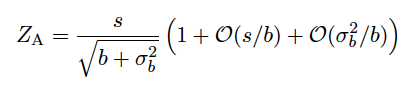 Z_A = \frac{s}{\sqrt{b + \sigma_b^2}} \left( 1 + \mathcal{O}(s/b) + \mathcal{O}(\sigma_b^2/b) \right)